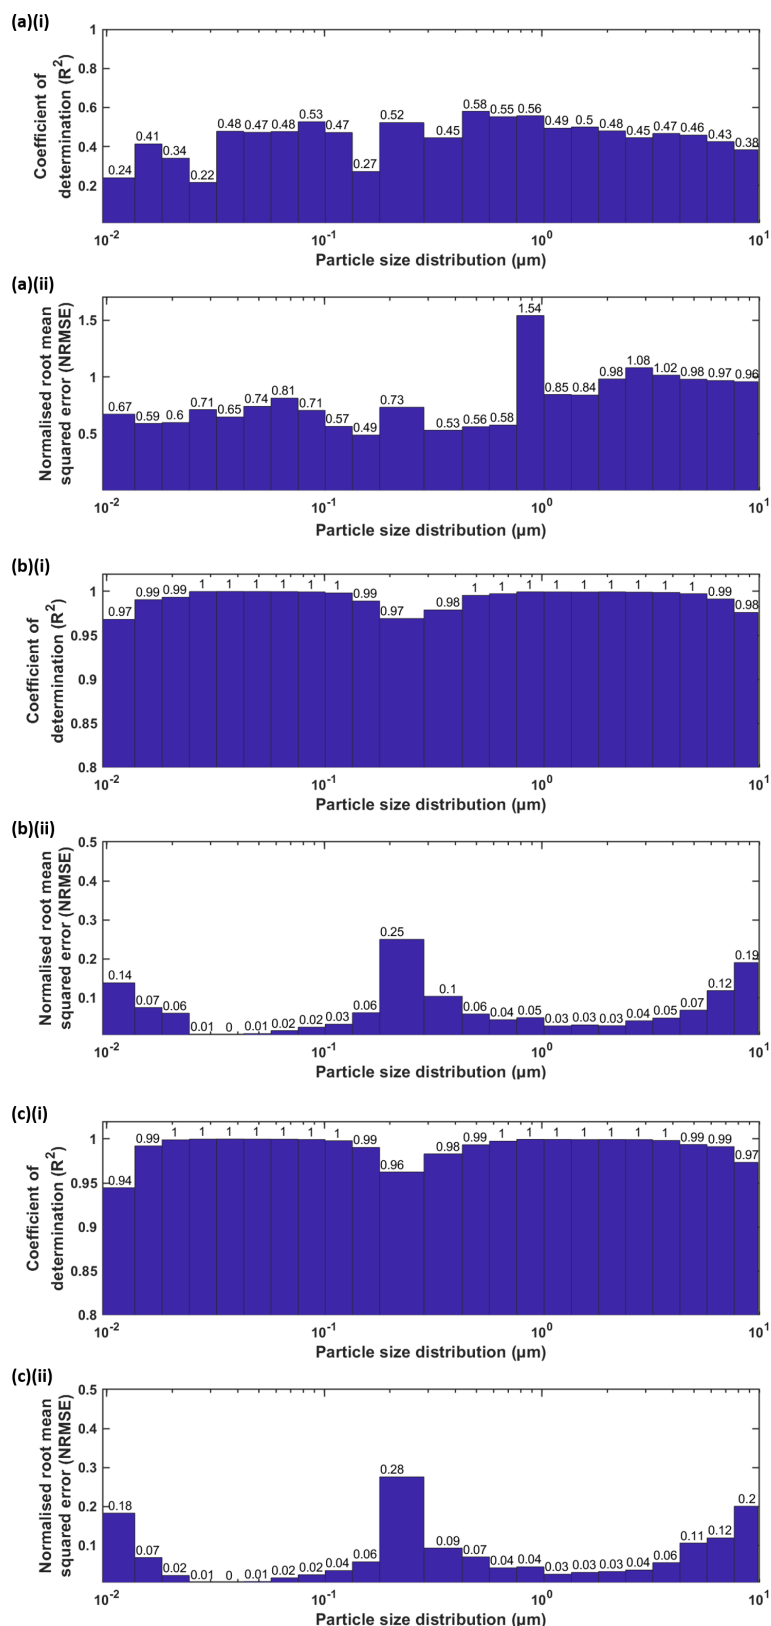 (a)(i)
Coefficient of
determination (R²)
1
0.8
0.6
0.4
0.2
0.24 0.41 0.34 0.22 0.48 0.47 0.48 0.53 0.47 0.27 0.52 0.45 0.58 0.55 0.56 0.49 0.5 0.48 0.45 0.47 0.46 0.43 0.38
10⁻² 10⁻¹ 10⁰ 10¹
Particle size distribution (µm)
(a)(ii)
Normalised root mean
squared error (NRMSE)
1.5
1
0.5
0.67 0.59 0.6 0.71 0.65 0.74 0.81 0.71 0.57 0.49 0.73 0.53 0.56 0.58 1.54 0.85 0.84 0.98 1.08 1.02 0.98 0.97 0.96
10⁻² 10⁻¹ 10⁰ 10¹
Particle size distribution (µm)
(b)(i)
Coefficient of
determination (R²)
1
0.95
0.9
0.85
0.8
0.97 0.99 0.99 1 1 1 1 1 1 0.99 0.97 0.98 1 1 1 1 1 1 1 1 1 0.99 0.98
10⁻² 10⁻¹ 10⁰ 10¹
Particle size distribution (µm)
(b)(ii)
Normalised root mean
squared error (NRMSE)
0.5
0.4
0.3
0.2
0.1
0.14 0.07 0.06 0.01 0 0.01 0.02 0.02 0.03 0.06 0.25 0.1 0.06 0.04 0.05 0.03 0.03 0.03 0.04 0.05 0.07 0.12 0.19
10⁻² 10⁻¹ 10⁰ 10¹
Particle size distribution (µm)
(c)(i)
Coefficient of
determination (R²)
1
0.95
0.9
0.85
0.8
0.94 0.99 1 1 1 1 1 1 1 0.99 0.96 0.98 0.99 1 1 1 1 1 1 1 0.99 0.99 0.97
10⁻² 10⁻¹ 10⁰ 10¹
Particle size distribution (µm)
(c)(ii)
Normalised root mean
squared error (NRMSE)
0.5
0.4
0.3
0.2
0.1
0.18 0.07 0.02 0.01 0 0.01 0.02 0.02 0.04 0.06 0.28 0.09 0.07 0.04 0.04 0.03 0.03 0.03 0.04 0.06 0.11 0.12 0.2
10⁻² 10⁻¹ 10⁰ 10¹
Particle size distribution (µm)